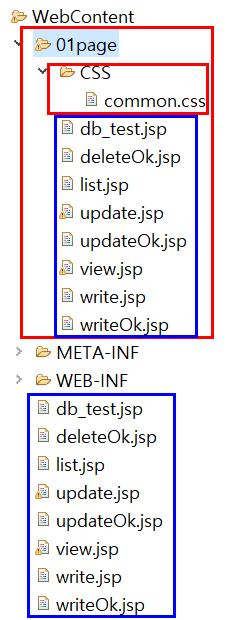 WebContent
01page
CSS
common.css
db_test.jsp
deleteOk.jsp
list.jsp
update.jsp
updateOk.jsp
view.jsp
write.jsp
writeOk.jsp
META-INF
WEB-INF
db_test.jsp
deleteOk.jsp
list.jsp
update.jsp
updateOk.jsp
view.jsp
write.jsp
writeOk.jsp